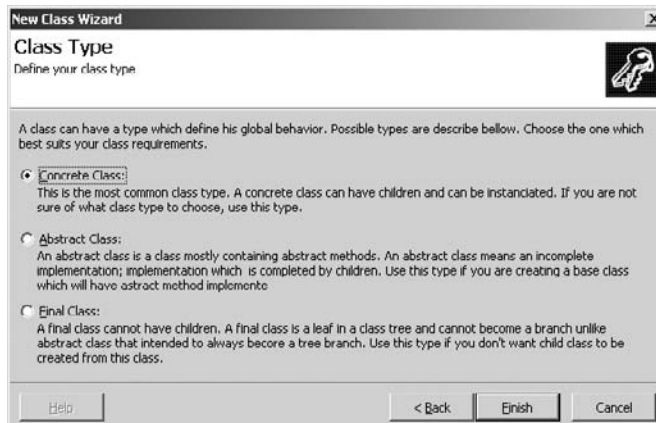 New Class Wizard
Class Type
Define your class type
A class can have a type which define his global behavior. Possible types are describe bellow. Choose the one which
best suits your class requirements.
Concrete Class:
This is the most common class type. A concrete class can have children and can be instanciated. If you are not
sure of what class type to choose, use this type.
Abstract Class:
An abstract class is a class mostly containing abstract methods. An abstract class means an incomplete
implementation; implementation which is completed by children. Use this type if you are creating a base class
which will have astract method implemente
Final Class:
A final class cannot have children. A final class is a leaf in a class tree and cannot become a branch unlike
abstract class that intended to always becore a tree branch. Use this type if you don't want child class to be
created from this class.
Help
< Back
Finish
Cancel